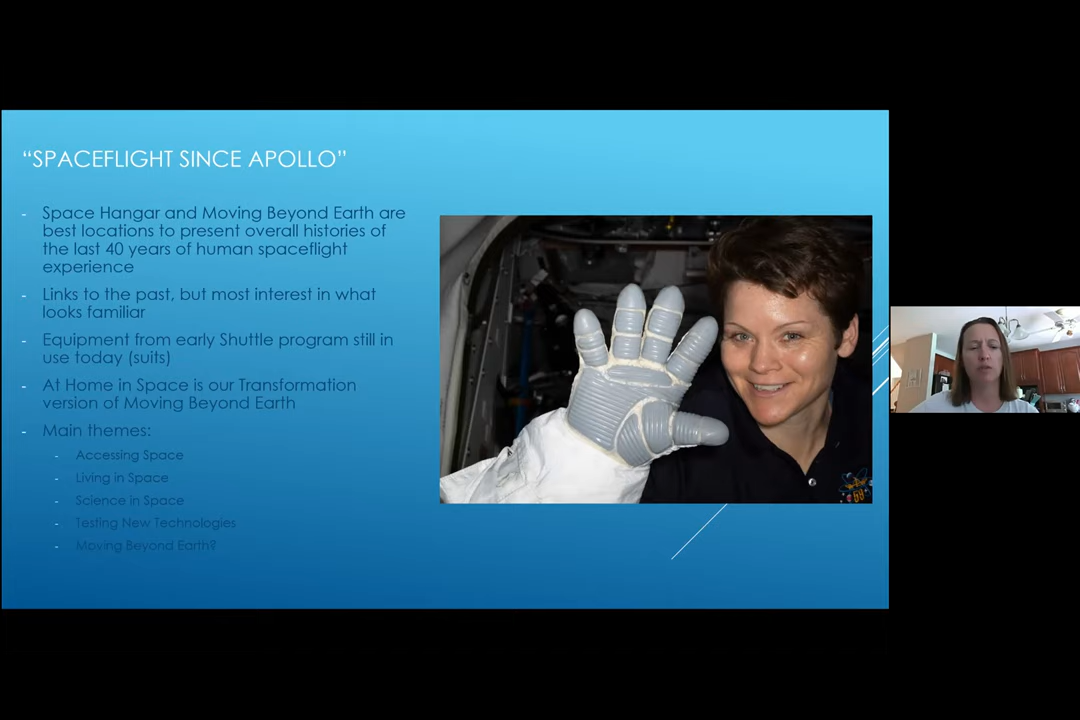 “SPACEFLIGHT SINCE APOLLO”
- Space Hangar and Moving Beyond Earth are
best locations to present overall histories of
the last 40 years of human spaceflight
experience
- Links to the past, but most interest in what
looks familiar
- Equipment from early Shuttle program still in
use today (suits)
- At Home in Space is our Transformation
version of Moving Beyond Earth
- Main themes:
- Accessing Space
- Living in Space
- Science in Space
- Testing New Technologies
- Moving Beyond Earth?
68